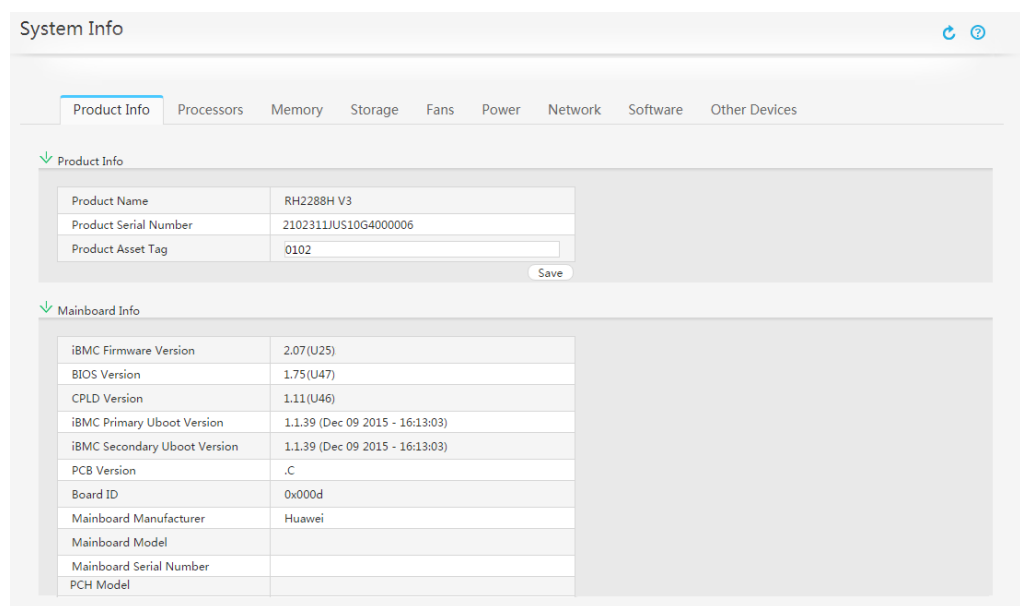 System Info
Product Info Processors Memory Storage Fans Power Network Software Other Devices
Product Info
Product Name RH2288H V3
Product Serial Number 2102311JUS10G4000006
Product Asset Tag 0102
Save
Mainboard Info
iBMC Firmware Version 2.07(U25)
BIOS Version 1.75(U47)
CPLD Version 1.11(U46)
iBMC Primary Uboot Version 1.1.39 (Dec 09 2015 - 16:13:03)
iBMC Secondary Uboot Version 1.1.39 (Dec 09 2015 - 16:13:03)
PCB Version .C
Board ID 0x000d
Mainboard Manufacturer Huawei
Mainboard Model
Mainboard Serial Number
PCH Model